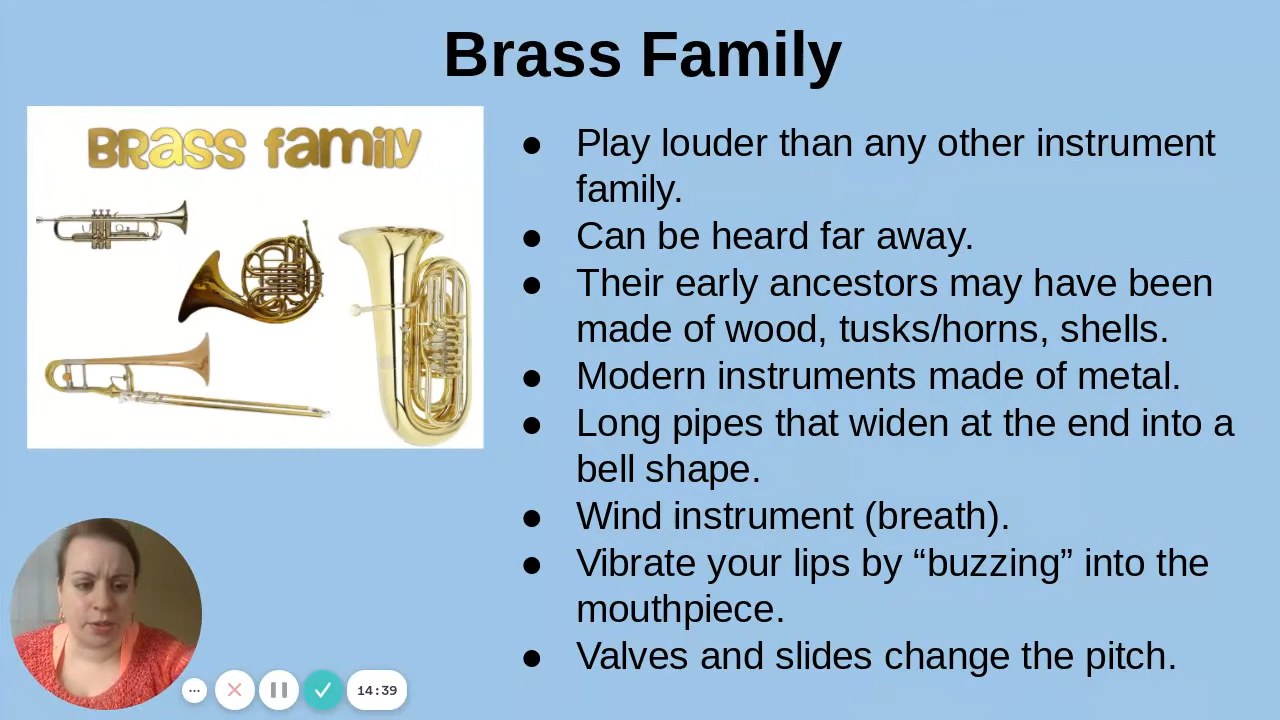 Brass Family
BRass family
● Play louder than any other instrument
family.
● Can be heard far away.
● Their early ancestors may have been
made of wood, tusks/horns, shells.
● Modern instruments made of metal.
● Long pipes that widen at the end into a
bell shape.
● Wind instrument (breath).
● Vibrate your lips by “buzzing” into the
mouthpiece.
● Valves and slides change the pitch.
14:39